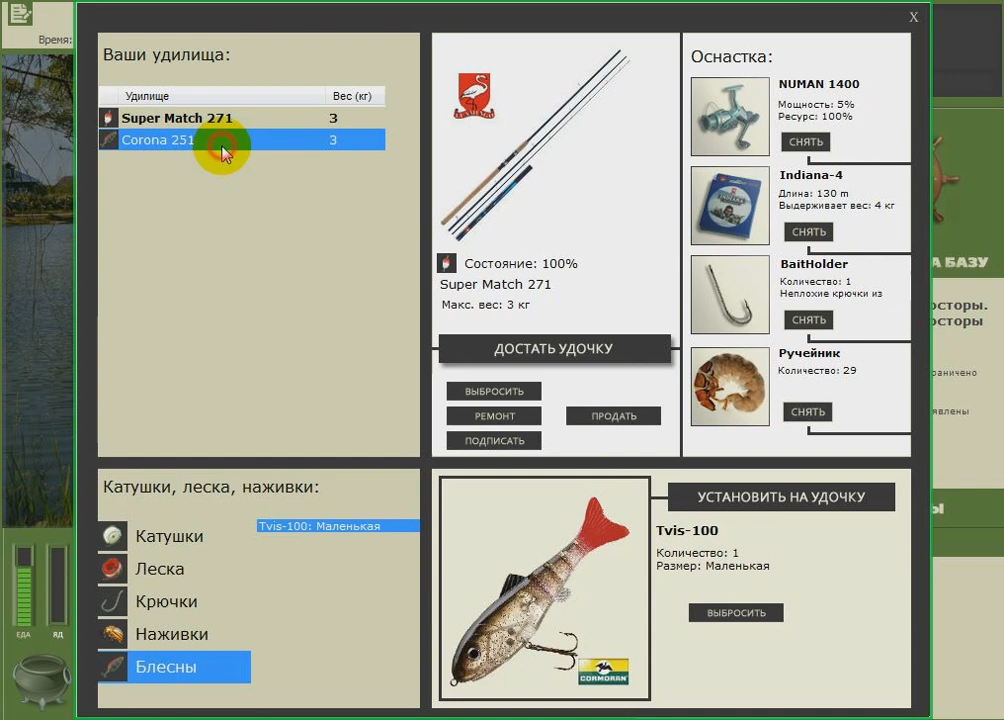 Время:
X
Ваши удилища:
Удилище Вес (кг)
Super Match 271 3
Corona 251 3
Состояние: 100%
Super Match 271
Макс. вес: 3 кг
ДОСТАТЬ УДОЧКУ
ВЫБРОСИТЬ
РЕМОНТ ПРОДАТЬ
ПОДПИСАТЬ
Оснастка:
NUMAN 1400
Мощность: 5%
Ресурс: 100%
СНЯТЬ
Indiana-4
Длина: 130 m
Выдерживает вес: 4 кг
СНЯТЬ
BaitHolder
Количество: 1
Неплохие крючки из
СНЯТЬ
Ручейник
Количество: 29
СНЯТЬ
А БАЗУ
осторы.
осторы
раничено
явлены
Ы
Катушки, леска, наживки:
Катушки
Леска
Крючки
Наживки
Блесны
Tvis-100: Маленькая
CORMORAN
УСТАНОВИТЬ НА УДОЧКУ
Tvis-100
Количество: 1
Размер: Маленькая
ВЫБРОСИТЬ
ЕДА ЯД